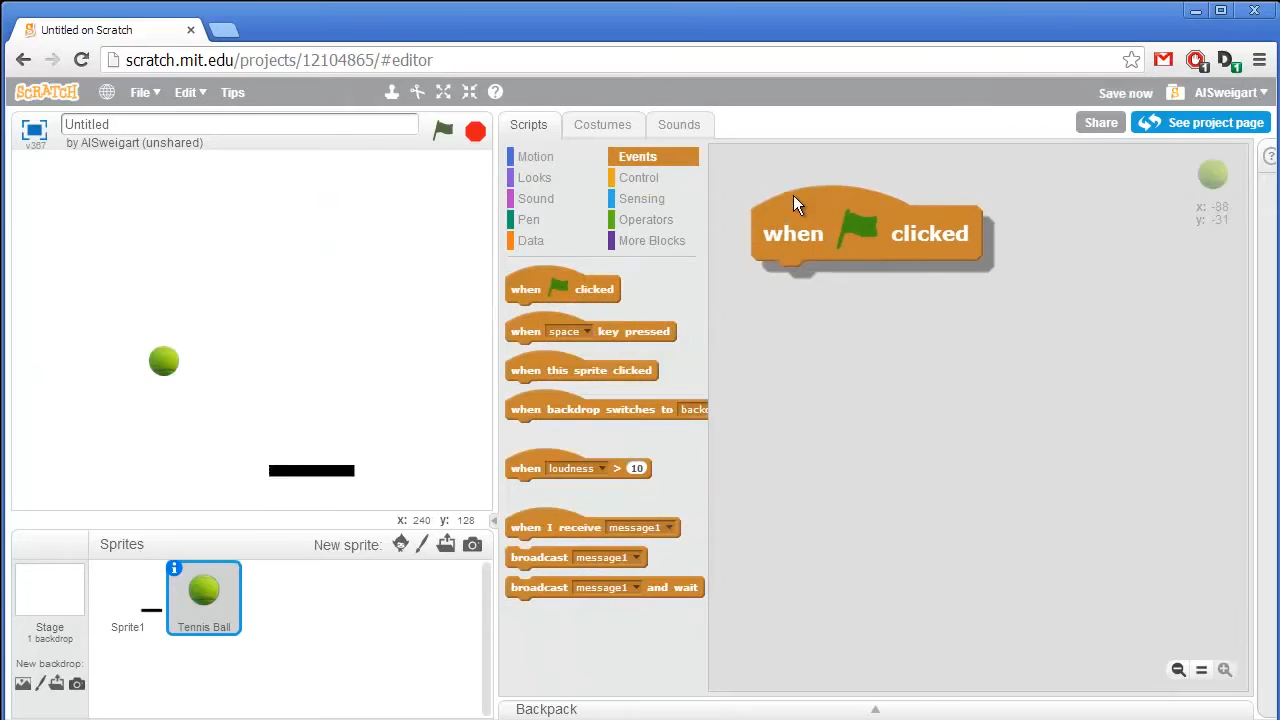 Untitled on Scratch
scratch.mit.edu/projects/12104865/#editor
1
1
SCRATCH
File
Edit
Tips
Save now
AlSweigart
Untitled
by AlSweigart (unshared)
v387
Scripts
Costumes
Sounds
Share
See project page
Motion
Looks
Sound
Pen
Data
Events
Control
Sensing
Operators
More Blocks
when clicked
when space key pressed
when this sprite clicked
when backdrop switches to
when loudness > 10
when I receive message1
broadcast message1
broadcast message1 and wait
when clicked
x: -88
y: -31
x: 240 y: 128
Sprites
New sprite:
Stage
1 backdrop
New backdrop:
Sprite1
Tennis Ball
Backpack